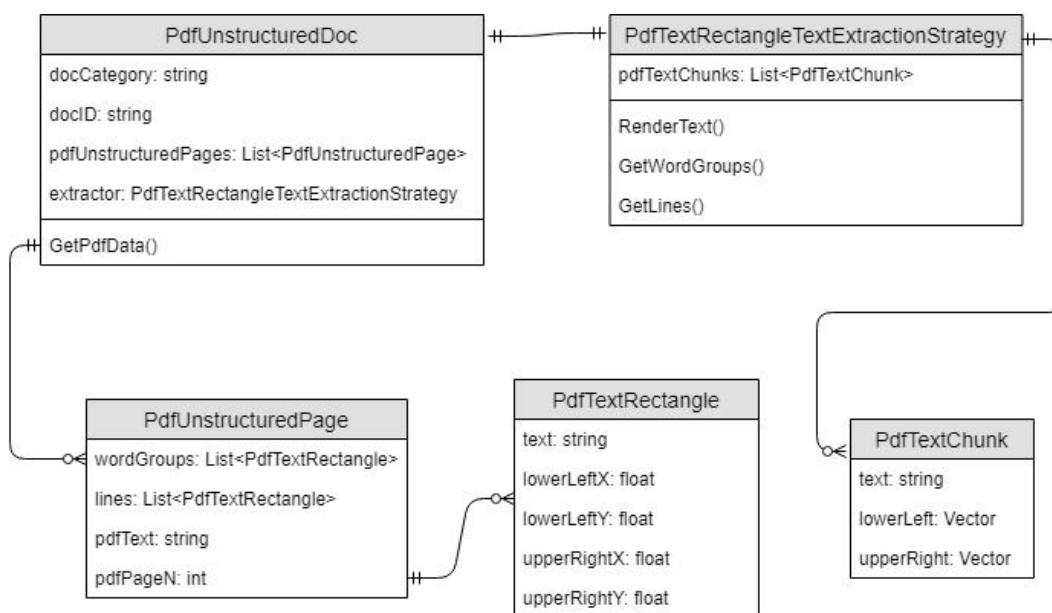 PdfUnstructuredDoc
docCategory: string
docID: string
pdfUnstructuredPages: List<PdfUnstructuredPage>
extractor: PdfTextRectangleTextExtractionStrategy
GetPdfData()
PdfTextRectangleTextExtractionStrategy
pdfTextChunks: List<PdfTextChunk>
RenderText()
GetWordGroups()
GetLines()
PdfUnstructuredPage
wordGroups: List<PdfTextRectangle>
lines: List<PdfTextRectangle>
pdfText: string
pdfPageN: int
PdfTextRectangle
text: string
lowerLeftX: float
lowerLeftY: float
upperRightX: float
upperRightY: float
PdfTextChunk
text: string
lowerLeft: Vector
upperRight: Vector